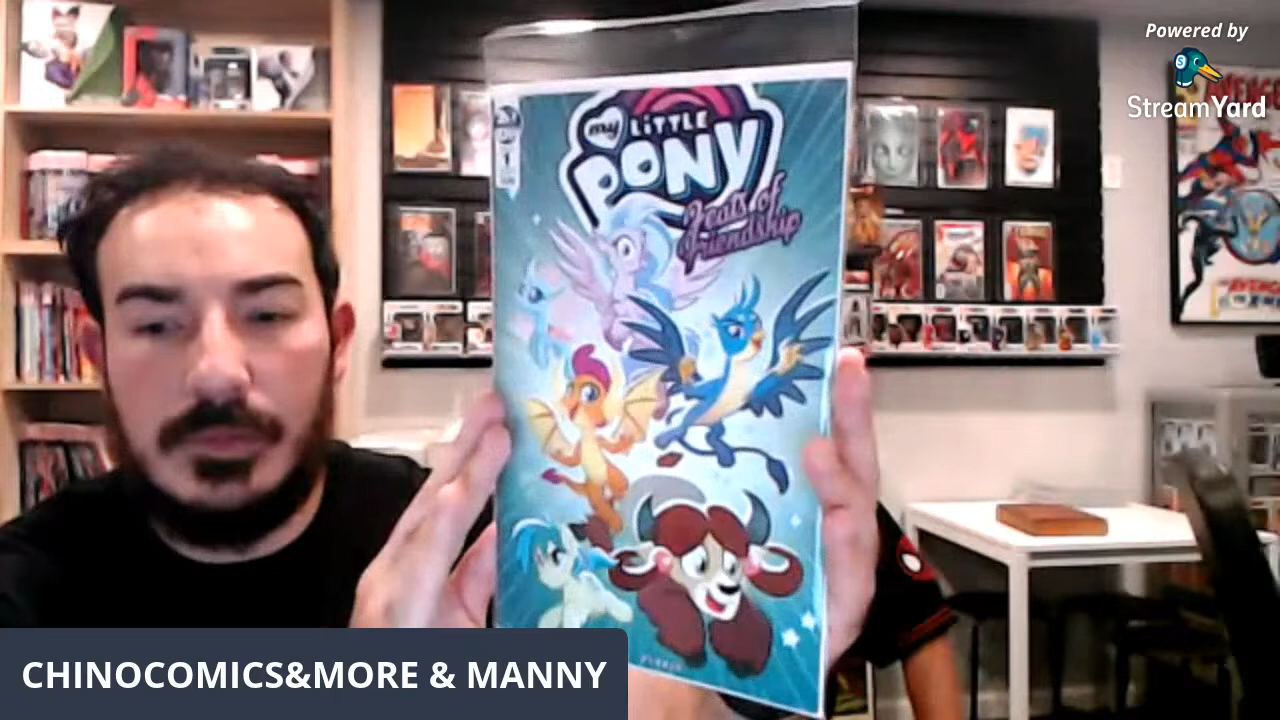 Powered by
StreamYard
my LiTTLE
PONY
Feats of
Friendship
1
CHINOCOMICS&MORE & MANNY